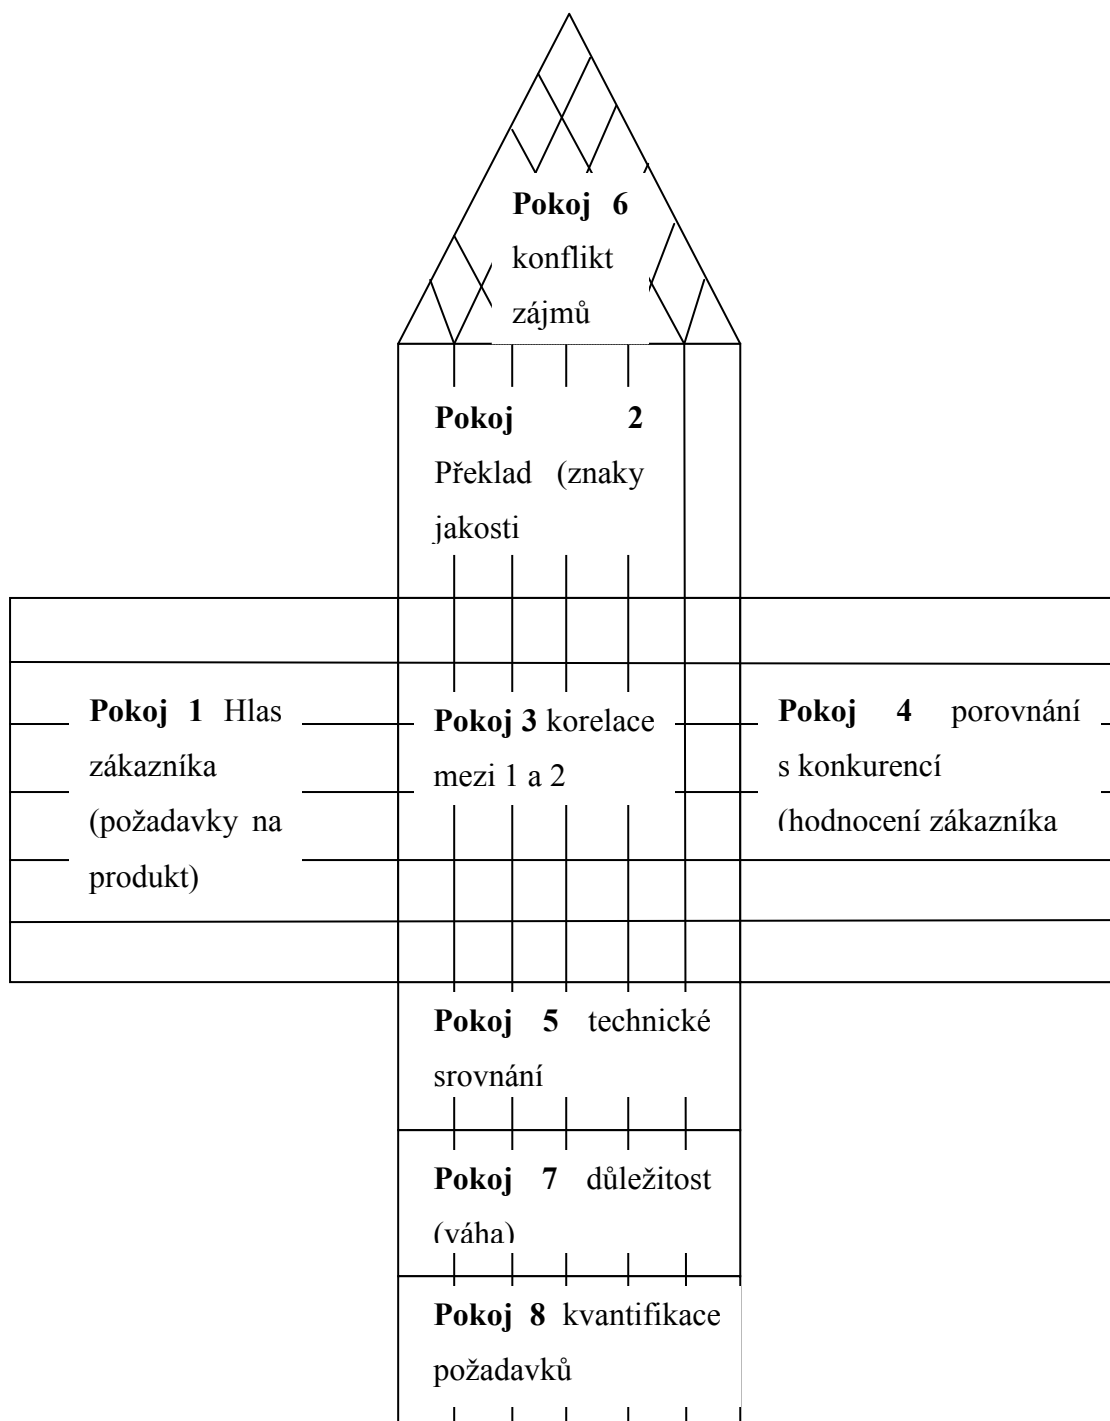 Pokoj 6
konflikt
zájmů
Pokoj 2
Překlad (znaky
jakosti
Pokoj 1 Hlas
zákazníka
(požadavky na
produkt)
Pokoj 3 korelace
mezi 1 a 2
Pokoj 4 porovnání
s konkurencí
(hodnocení zákazníka
Pokoj 5 technické
srovnání
Pokoj 7 důležitost
(váha)
Pokoj 8 kvantifikace
požadavků